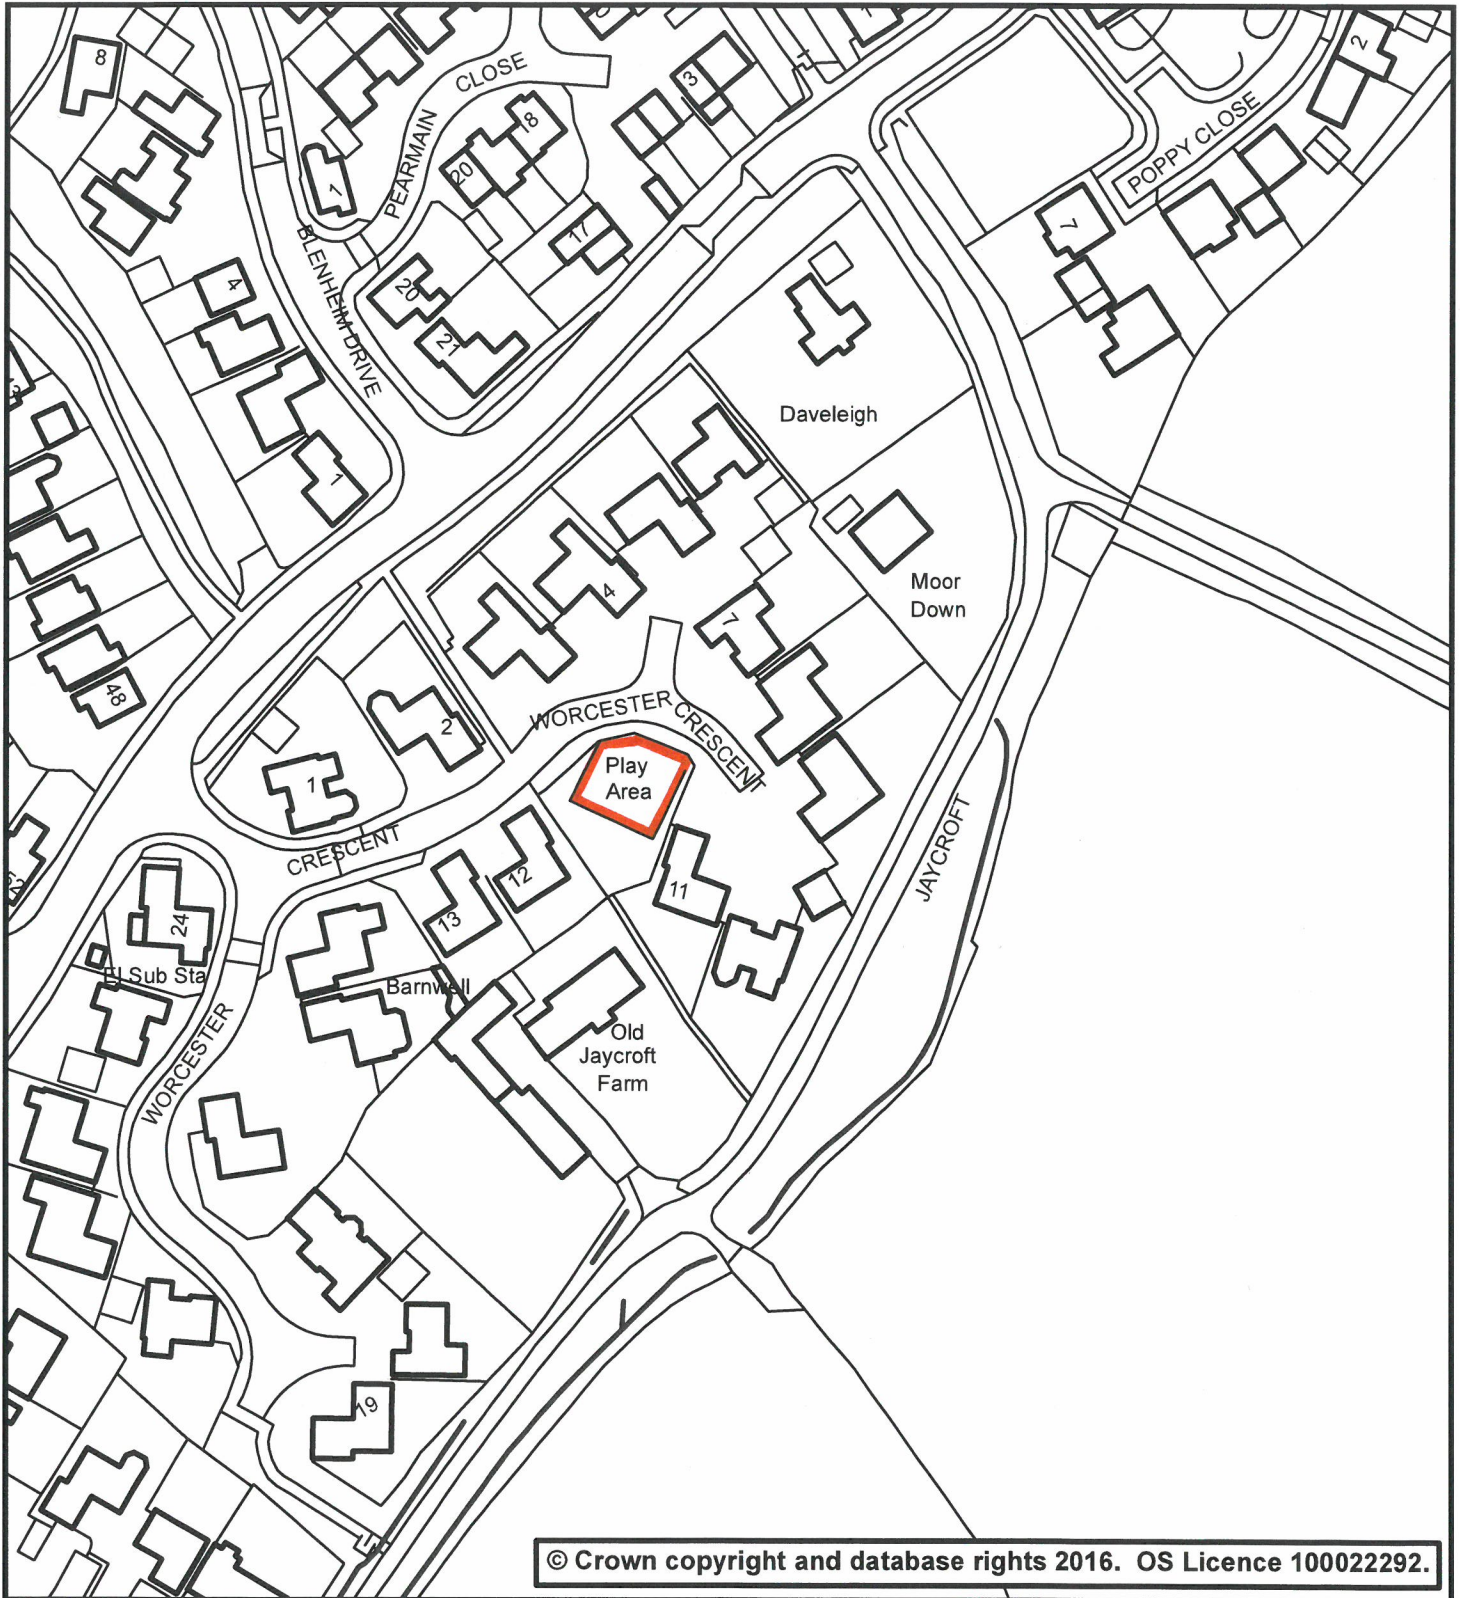 8
CLOSE
3
2
18
PEARMAIN
20
POPPY CLOSE
1
7
17
BLENHEIM DRIVE
4
20
21
Daveleigh
1
4
Moor
Down
7
48
WORCESTER
CRESCENT
2
Play
Area
1
CRESCENT
JAYCROFT
12
11
13
24
El Sub Sta
Barnwell
WORCESTER
Old
Jaycroft
Farm
19
© Crown copyright and database rights 2016. OS Licence 100022292.